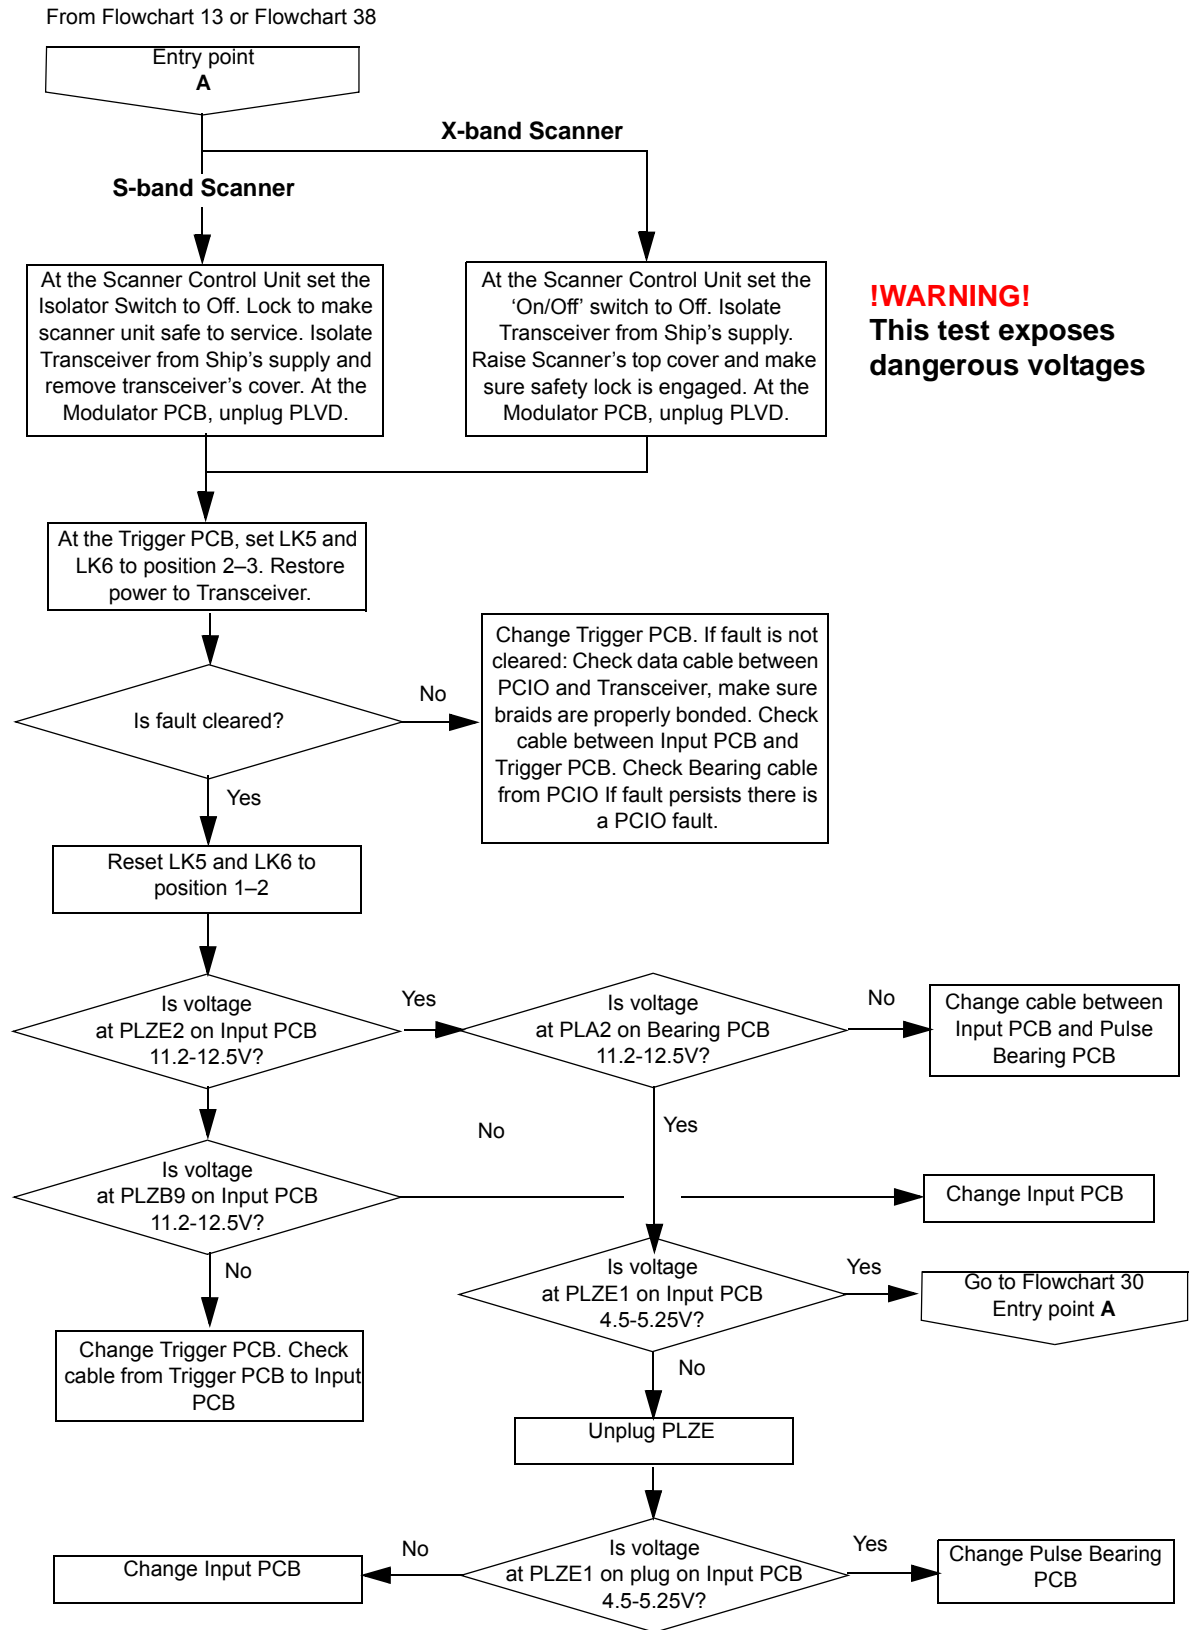 From Flowchart 13 or Flowchart 38
Entry point
A
X-band Scanner
S-band Scanner
At the Scanner Control Unit set the
Isolator Switch to Off. Lock to make
scanner unit safe to service. Isolate
Transceiver from Ship's supply and
remove transceiver's cover. At the
Modulator PCB, unplug PLVD.
At the Scanner Control Unit set the
‘On/Off’ switch to Off. Isolate
Transceiver from Ship's supply.
Raise Scanner's top cover and make
sure safety lock is engaged. At the
Modulator PCB, unplug PLVD.
!WARNING!
This test exposes
dangerous voltages
At the Trigger PCB, set LK5 and
LK6 to position 2–3. Restore
power to Transceiver.
Is fault cleared?
No
Change Trigger PCB. If fault is not
cleared: Check data cable between
PCIO and Transceiver, make sure
braids are properly bonded. Check
cable between Input PCB and
Trigger PCB. Check Bearing cable
from PCIO If fault persists there is
a PCIO fault.
Yes
Reset LK5 and LK6 to
position 1–2
Is voltage
at PLZE2 on Input PCB
11.2-12.5V?
Yes
Is voltage
at PLA2 on Bearing PCB
11.2-12.5V?
No
Change cable between
Input PCB and Pulse
Bearing PCB
Yes
No
Is voltage
at PLZB9 on Input PCB
11.2-12.5V?
Change Input PCB
No
Is voltage
at PLZE1 on Input PCB
4.5-5.25V?
Yes
Go to Flowchart 30
Entry point A
Change Trigger PCB. Check
cable from Trigger PCB to Input
PCB
No
Unplug PLZE
Is voltage
at PLZE1 on plug on Input PCB
4.5-5.25V?
No
Change Input PCB
Yes
Change Pulse Bearing
PCB